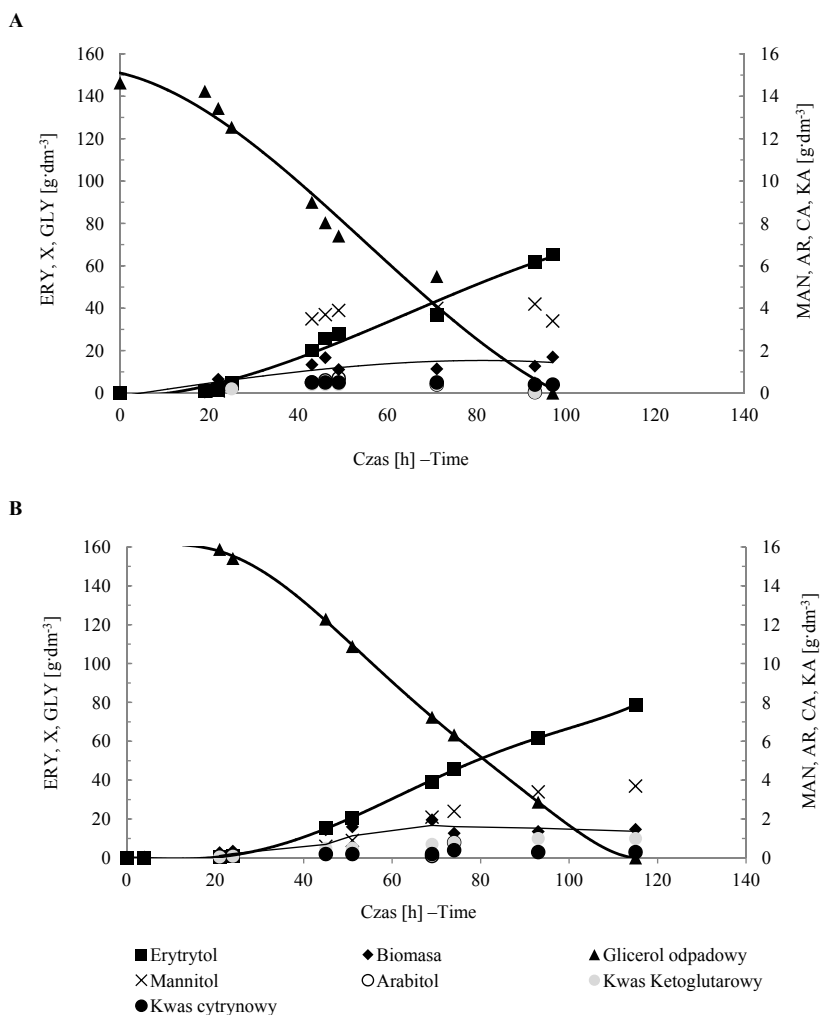 A
ERY, X, GLY [g·dm-3]
160
140
120
100
80
60
40
20
0
16
14
12
10
8
6
4
2
0
MAN, AR, CA, KA [g·dm-3]
0 20 40 60 80 100 120 140
Czas [h] –Time
B
ERY, X, GLY [g·dm-3]
160
140
120
100
80
60
40
20
0
16
14
12
10
8
6
4
2
0
MAN, AR, CA, KA [g·dm-3]
0 20 40 60 80 100 120 140
Czas [h] –Time
Erytrytol Biomasa Glicerol odpadowy
Mannitol Arabitol Kwas Ketoglutarowy
Kwas cytrynowy